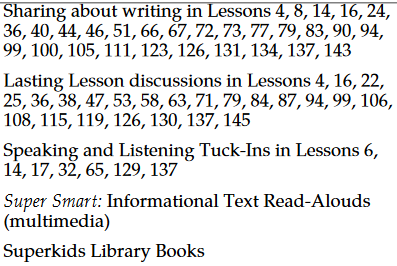 Sharing about writing in Lessons 4, 8, 14, 16, 24,
36, 40, 44, 46, 51, 66, 67, 72, 73, 77, 79, 83, 90, 94,
99, 100, 105, 111, 123, 126, 131, 134, 137, 143
Lasting Lesson discussions in Lessons 4, 16, 22,
25, 36, 38, 47, 53, 58, 63, 71, 79, 84, 87, 94, 99, 106,
108, 115, 119, 126, 130, 137, 145
Speaking and Listening Tuck-Ins in Lessons 6,
14, 17, 32, 65, 129, 137
Super Smart: Informational Text Read-Alouds
(multimedia)
Superkids Library Books